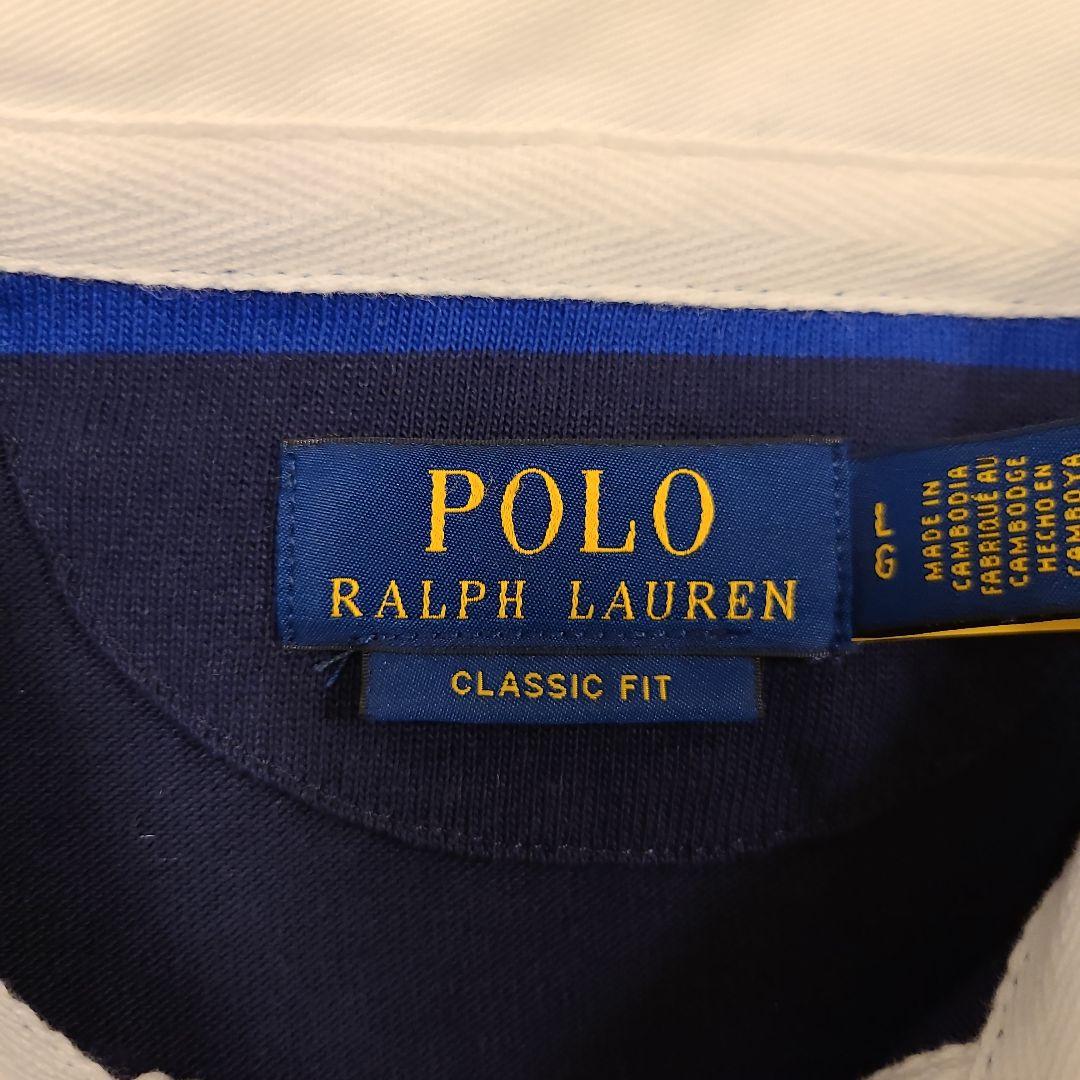 POLO
RALPH LAUREN
CLASSIC FIT
MADE IN
CAMBODIA
FABRIQUÉ AU
CAMBODGE
HECHO EN
CAMBOYA